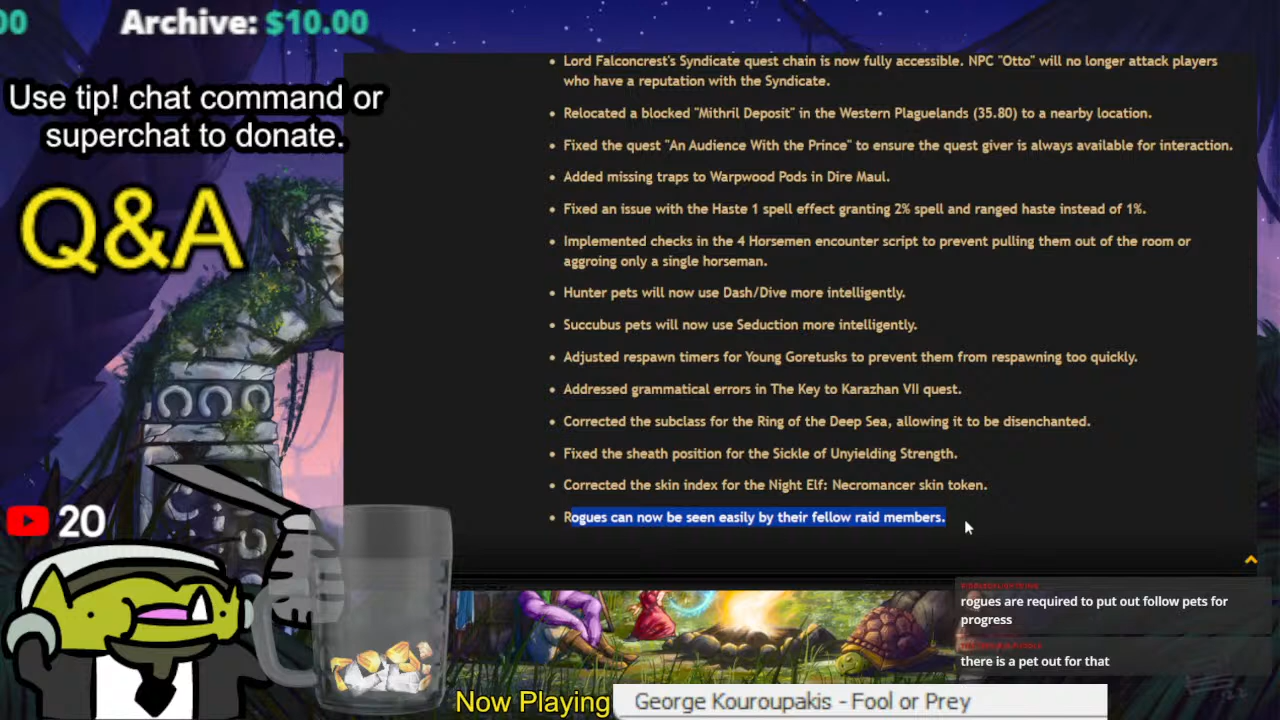 00
Archive: $10.00
Use tip! chat command or
superchat to donate.
Q&A
Lord Falconcrest's Syndicate quest chain is now fully accessible. NPC "Otto" will no longer attack players
who have a reputation with the Syndicate.
Relocated a blocked "Mithril Deposit" in the Western Plaguelands (35.80) to a nearby location.
Fixed the quest "An Audience With the Prince" to ensure the quest giver is always available for interaction.
Added missing traps to Warpwood Pods in Dire Maul.
Fixed an issue with the Haste 1 spell effect granting 2% spell and ranged haste instead of 1%.
Implemented checks in the 4 Horsemen encounter script to prevent pulling them out of the room or
aggroing only a single horseman.
Hunter pets will now use Dash/Dive more intelligently.
Succubus pets will now use Seduction more intelligently.
Adjusted respawn timers for Young Goretusks to prevent them from respawning too quickly.
Addressed grammatical errors in The Key to Karazhan VII quest.
Corrected the subclass for the Ring of the Deep Sea, allowing it to be disenchanted.
Fixed the sheath position for the Sickle of Unyielding Strength.
Corrected the skin index for the Night Elf: Necromancer skin token.
Rogues can now be seen easily by their fellow raid members.
20
rogues are required to put out follow pets for
progress
there is a pet out for that
Now Playing
George Kouroupakis - Fool or Prey